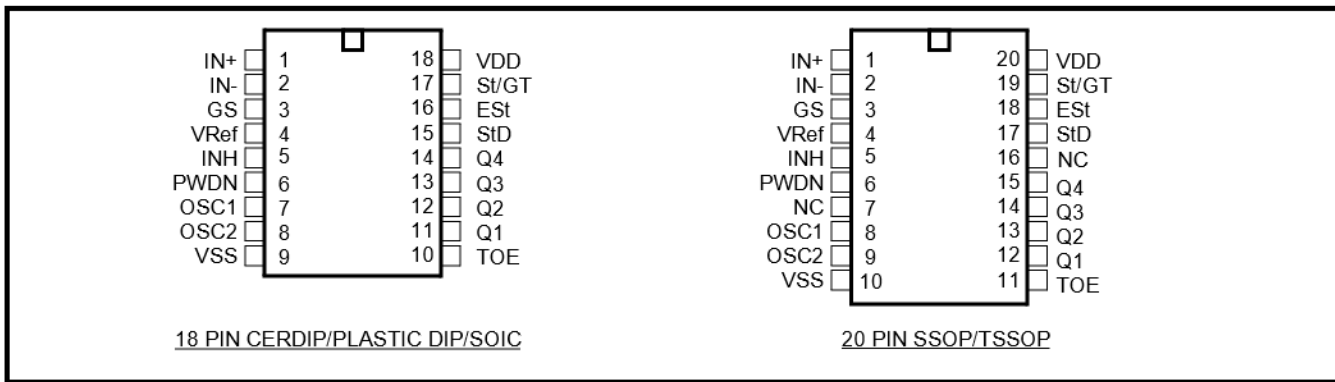 IN+ 1 18 VDD
IN- 2 17 St/GT
GS 3 16 ESt
VRef 4 15 StD
INH 5 14 Q4
PWDN 6 13 Q3
OSC1 7 12 Q2
OSC2 8 11 Q1
VSS 9 10 TOE
18 PIN CERDIP/PLASTIC DIP/SOIC
IN+ 1 20 VDD
IN- 2 19 St/GT
GS 3 18 ESt
VRef 4 17 StD
INH 5 16 NC
PWDN 6 15 Q4
NC 7 14 Q3
OSC1 8 13 Q2
OSC2 9 12 Q1
VSS 10 11 TOE
20 PIN SSOP/TSSOP